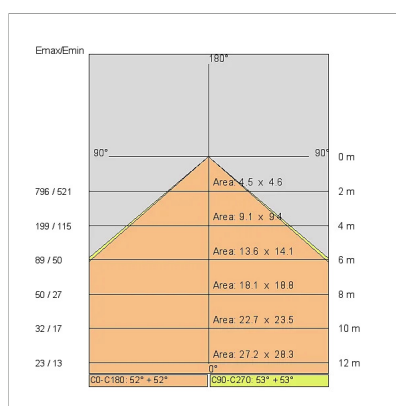 Emax/Emin
180°
90° 90° 0 m
796 / 521 Area: 4.5 x 4.6 2 m
199 / 115 Area: 9.1 x 9.4 4 m
89 / 50 Area: 13.6 x 14.1 6 m
50 / 27 Area: 18.1 x 18.8 8 m
32 / 17 Area: 22.7 x 23.5 10 m
23 / 13 Area: 27.2 x 28.3 12 m
0°
C0-C180: 52° + 52° C90-C270: 53° + 53°